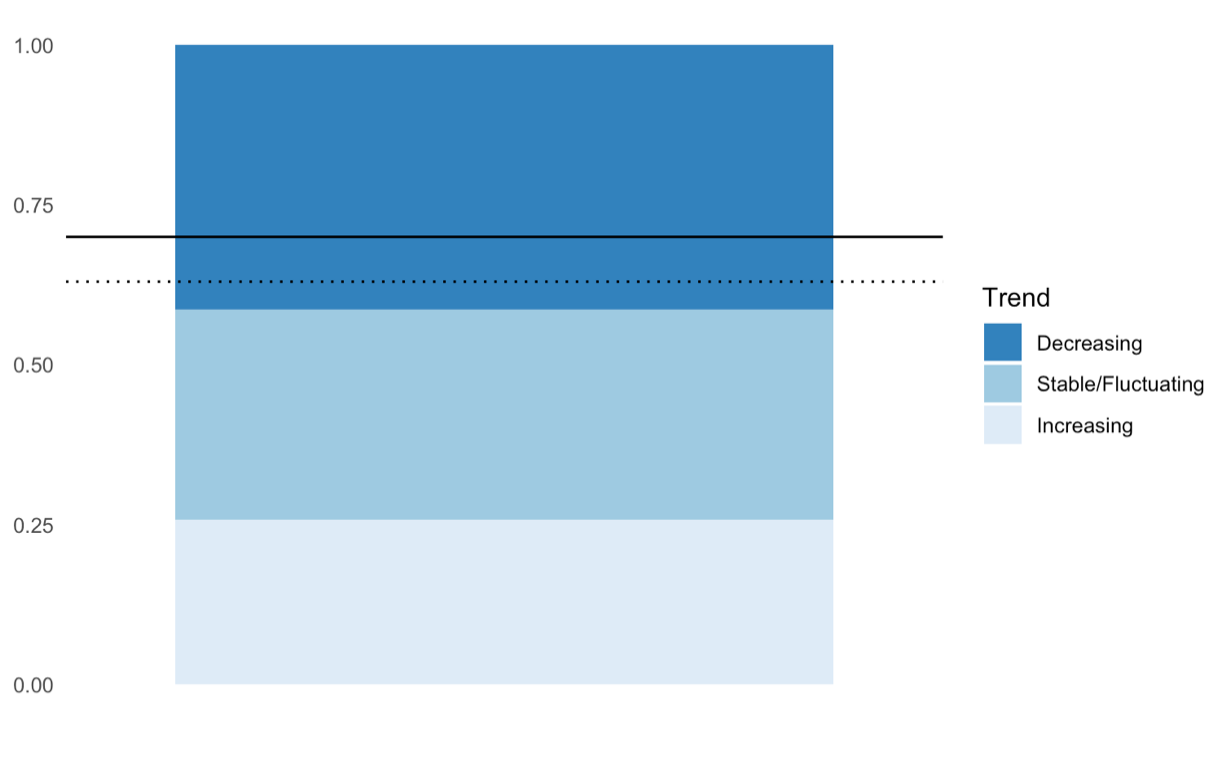 1.00
0.75
0.50
0.25
0.00
Trend
Decreasing
Stable/Fluctuating
Increasing